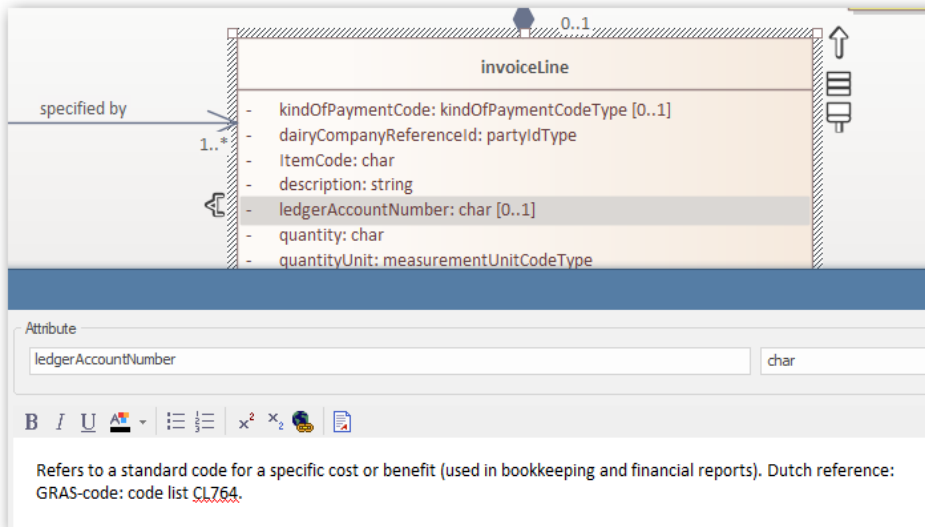 0..1
invoiceLine
specified by
1..*
- kindOfPaymentCode: kindOfPaymentCodeType [0..1]
- dairyCompanyReferenceId: partyIdType
- ItemCode: char
- description: string
- ledgerAccountNumber: char [0..1]
- quantity: char
- quantityUnit: measurementUnitCodeType
Attribute
ledgerAccountNumber char
B I U A x² x₂
Refers to a standard code for a specific cost or benefit (used in bookkeeping and financial reports). Dutch reference:
GRAS-code: code list CL764.